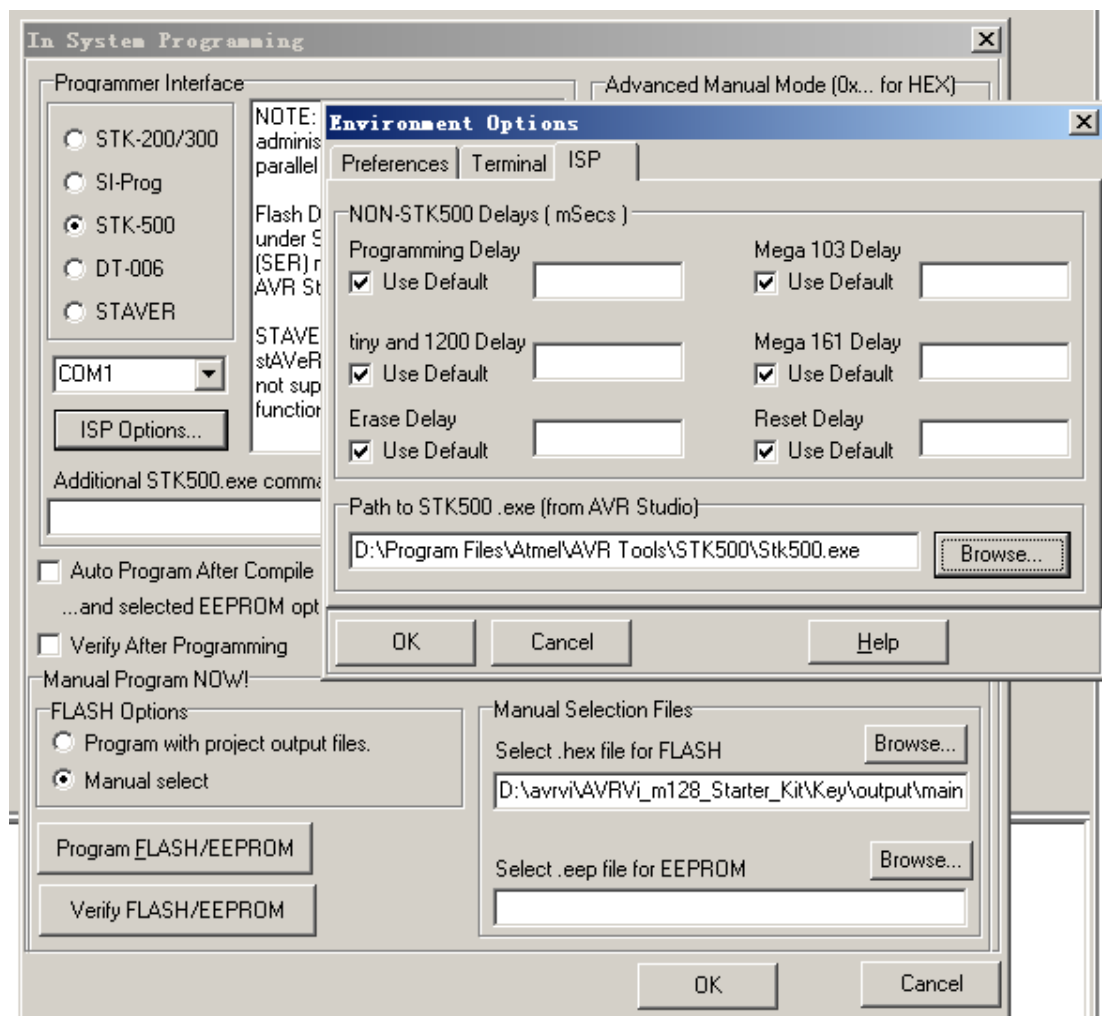 In System Programming
Programmer Interface
STK-200/300
SI-Prog
STK-500
DT-006
STAVER
COM1
ISP Options...
NOTE:
adminis
parallel
Flash D
under S
(SER) r
AVR St
STAVE
stAVeR
not sup
function
Additional STK500.exe comma
Auto Program After Compile
...and selected EEPROM opt
Verify After Programming
Advanced Manual Mode (0x... for HEX)
Environment Options
Preferences
Terminal
ISP
NON-STK500 Delays ( mSecs )
Programming Delay
Use Default
Mega 103 Delay
Use Default
tiny and 1200 Delay
Use Default
Mega 161 Delay
Use Default
Erase Delay
Use Default
Reset Delay
Use Default
Path to STK500 .exe (from AVR Studio)
D:\Program Files\Atmel\AVR Tools\STK500\Stk500.exe
Browse...
OK
Cancel
Help
Manual Program NOW!
FLASH Options
Program with project output files.
Manual select
Program FLASH/EEPROM
Verify FLASH/EEPROM
Manual Selection Files
Select .hex file for FLASH
Browse...
D:\avrvi\AVRVi_m128_Starter_Kit\Key\output\main
Select .eep file for EEPROM
Browse...
OK
Cancel